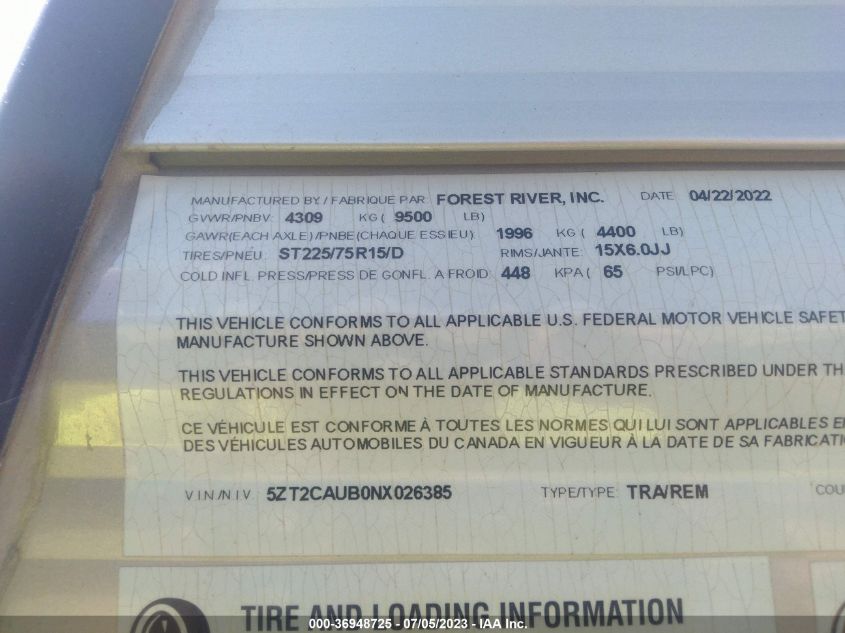 MANUFACTURED BY / FABRIQUE PAR: FOREST RIVER, INC. DATE: 04/22/2022
GVWR/PNBV: 4309 KG ( 9500 LB)
GAWR(EACH AXLE)/PNBE(CHAQUE ESSIEU): 1996 KG ( 4400 LB)
TIRES/PNEU: ST225/75R15/D RIMS/JANTE: 15X6.0JJ
COLD INFL. PRESS/PRESS DE GONFL. A FROID: 448 KPA ( 65 PSI/LPC)
THIS VEHICLE CONFORMS TO ALL APPLICABLE U.S. FEDERAL MOTOR VEHICLE SAFET
MANUFACTURE SHOWN ABOVE.
THIS VEHICLE CONFORMS TO ALL APPLICABLE STANDARDS PRESCRIBED UNDER TH
REGULATIONS IN EFFECT ON THE DATE OF MANUFACTURE.
CE VÉHICULE EST CONFORME À TOUTES LES NORMES QUI LUI SONT APPLICABLES E
DES VÉHICULES AUTOMOBILES DU CANADA EN VIGUEUR À LA DATE DE SA FABRICATI
V I N /N I V: 5ZT2CAUB0NX026385 TYPE/TYPE: TRA/REM COU
TIRE AND LOADING INFORMATION
000-36948725 - 07/05/2023 - IAA Inc.